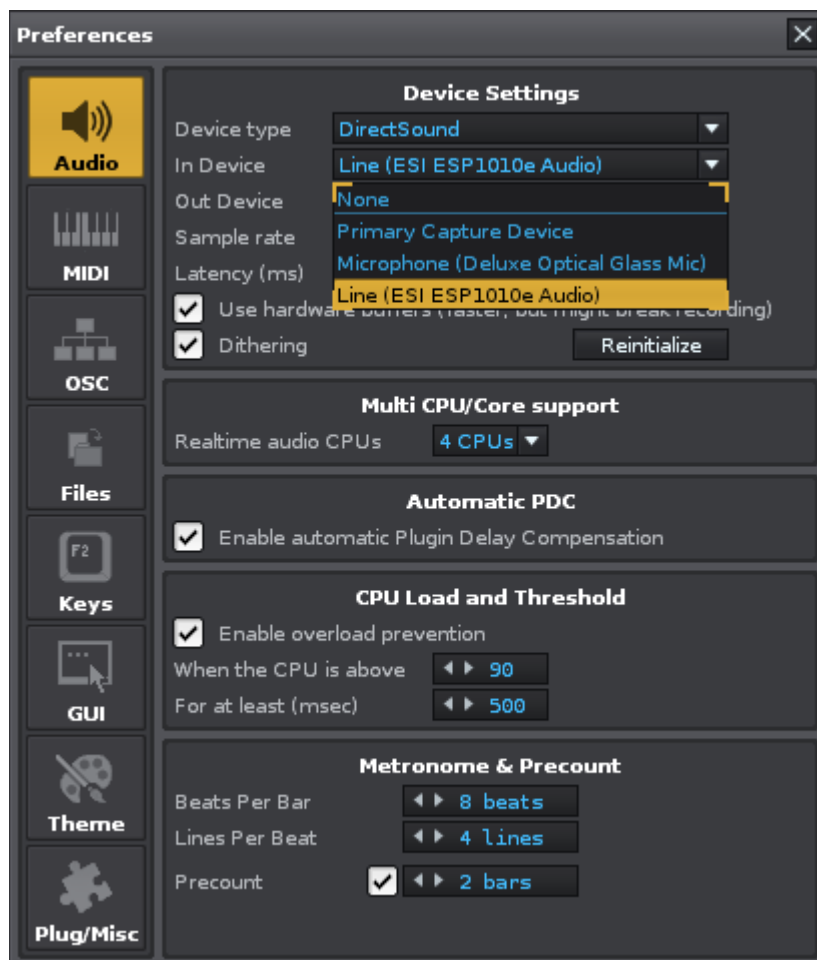 Preferences
Audio
MIDI
OSC
Files
F2
Keys
GUI
Theme
Plug/Misc
Device Settings
Device type DirectSound
In Device Line (ESI ESP1010e Audio)
Out Device None
Sample rate Primary Capture Device
Latency (ms) Microphone (Deluxe Optical Glass Mic)
Line (ESI ESP1010e Audio)
Use hardware buffers (faster, but might break recording)
Dithering Reinitialize
Multi CPU/Core support
Realtime audio CPUs 4 CPUs
Automatic PDC
Enable automatic Plugin Delay Compensation
CPU Load and Threshold
Enable overload prevention
When the CPU is above 90
For at least (msec) 500
Metronome & Precount
Beats Per Bar 8 beats
Lines Per Beat 4 lines
Precount 2 bars